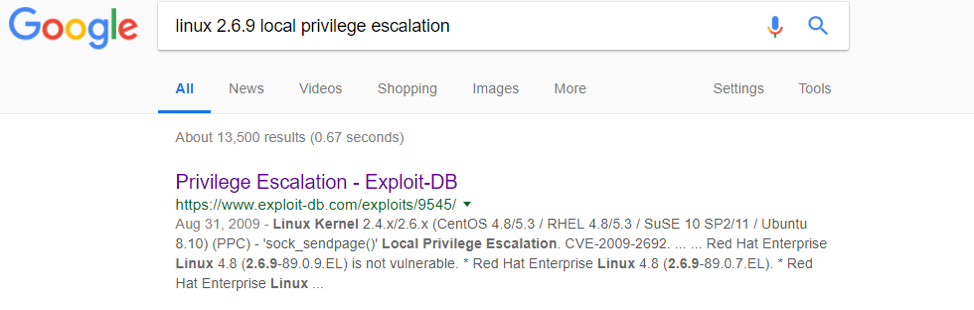 Google
linux 2.6.9 local privilege escalation
All News Videos Shopping Images More Settings Tools
About 13,500 results (0.67 seconds)
Privilege Escalation - Exploit-DB
https://www.exploit-db.com/exploits/9545/
Aug 31, 2009 - Linux Kernel 2.4.x/2.6.x (CentOS 4.8/5.3 / RHEL 4.8/5.3 / SuSE 10 SP2/11 / Ubuntu
8.10) (PPC) - 'sock_sendpage()' Local Privilege Escalation. CVE-2009-2692. ... ... Red Hat Enterprise
Linux 4.8 (2.6.9-89.0.9.EL) is not vulnerable. * Red Hat Enterprise Linux 4.8 (2.6.9-89.0.7.EL). * Red
Hat Enterprise Linux ...